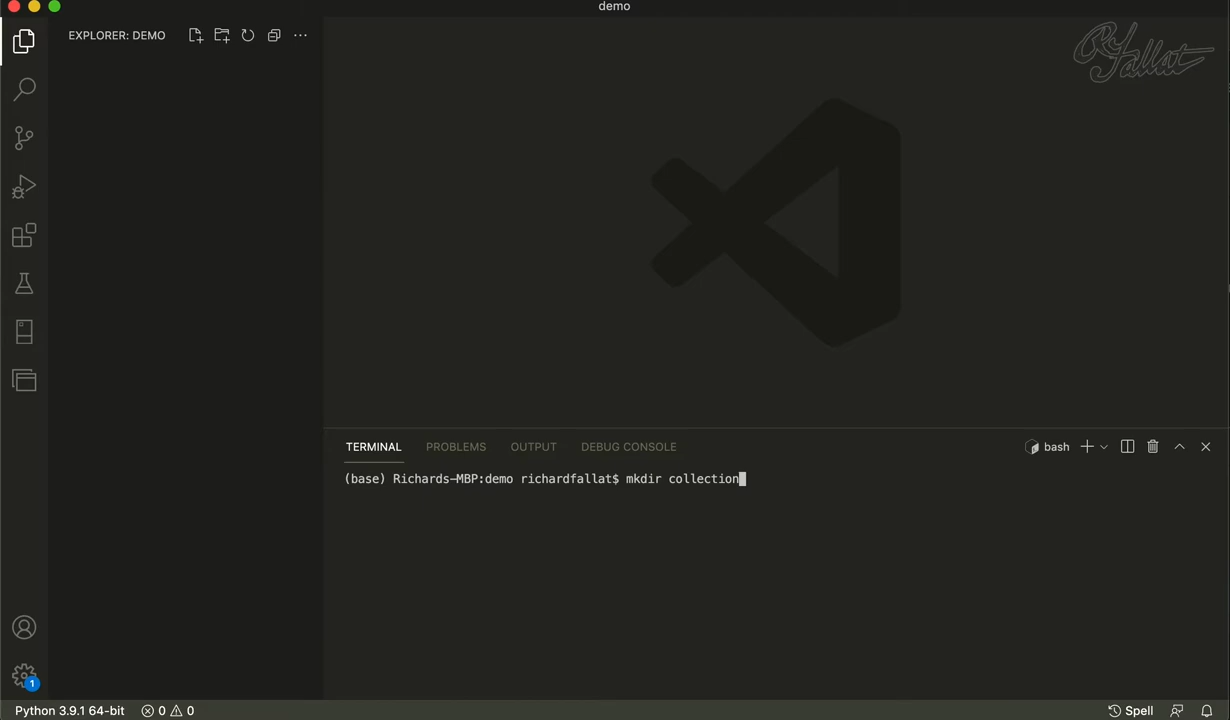 demo
EXPLORER: DEMO
TERMINAL PROBLEMS OUTPUT DEBUG CONSOLE bash
(base) Richards-MBP:demo richardfallat$ mkdir collection
1
Python 3.9.1 64-bit 0 0 Spell